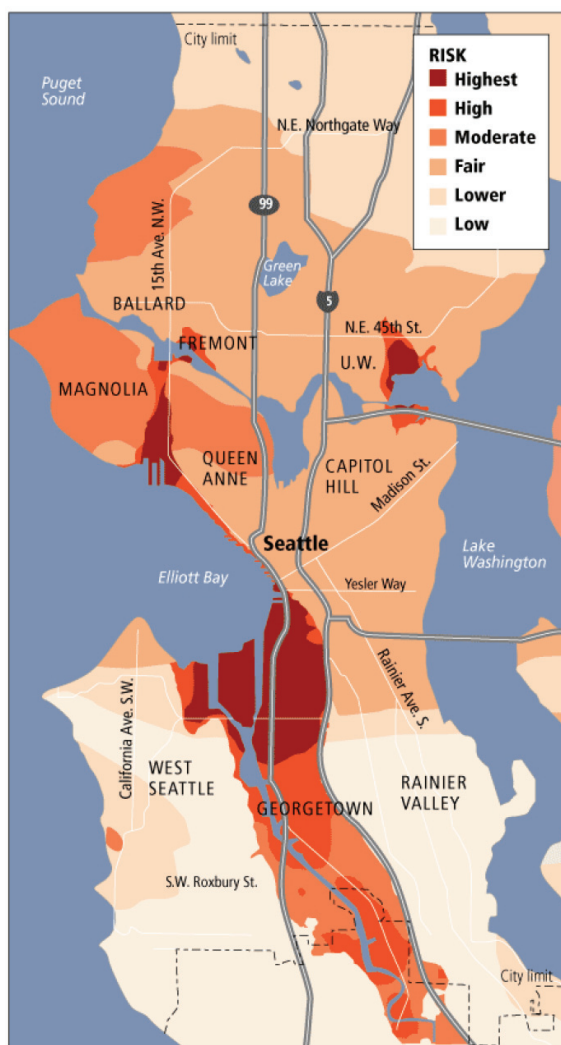 City limit
RISK
Highest
High
Moderate
Fair
Lower
Low
Puget
Sound
N.E. Northgate Way
15th Ave. N.W.
99
Green
Lake
5
BALLARD
N.E. 45th St.
FREMONT
U.W.
MAGNOLIA
QUEEN
ANNE
CAPITOL
HILL
Madison St.
Seattle
Lake
Washington
Elliott Bay
Yesler Way
Rainier Ave. S.
California Ave. S.W.
WEST
SEATTLE
RAINIER
VALLEY
GEORGETOWN
S.W. Roxbury St.
City limit